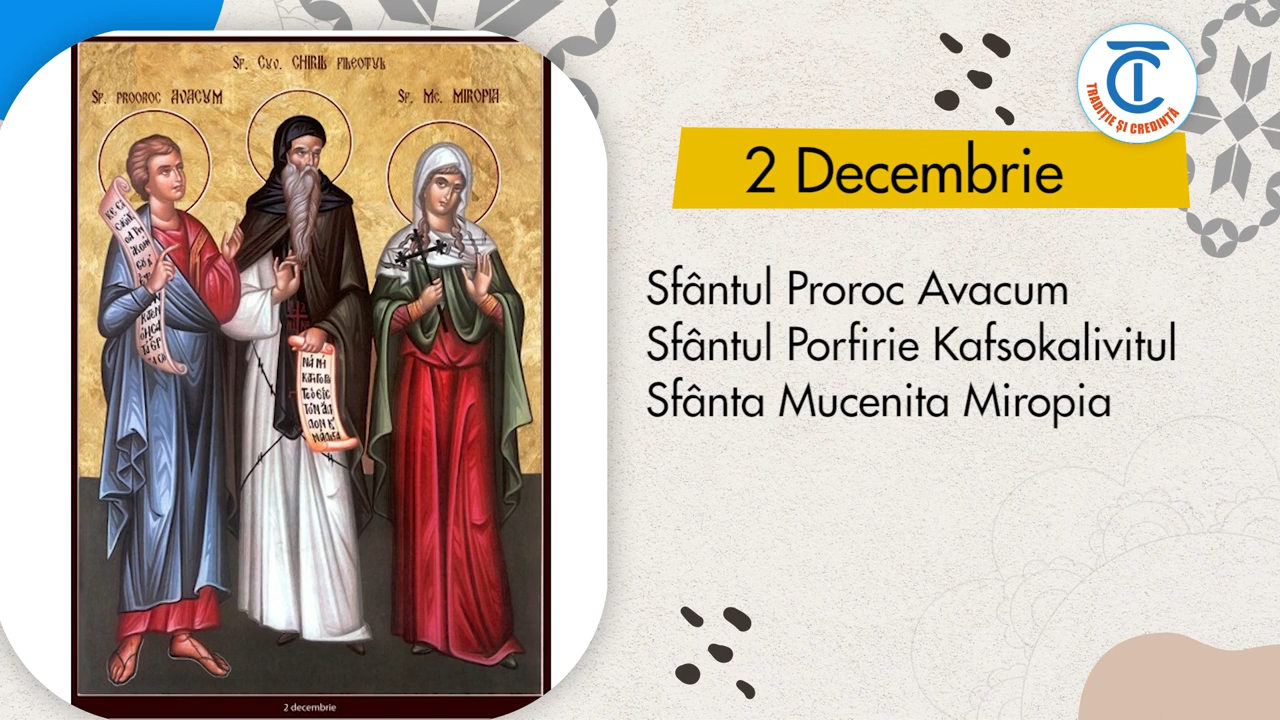 Sf. Cuv. CHIRIL FILEOTUL
Sf. PROOROC AVACUM
Sf. Mc. MIROPIA
2 decembrie
TRADIȚIE ȘI CREDINȚĂ
2 Decembrie
Sfântul Proroc Avacum
Sfântul Porfirie Kafsokalivitul
Sfânta Mucenita Miropia